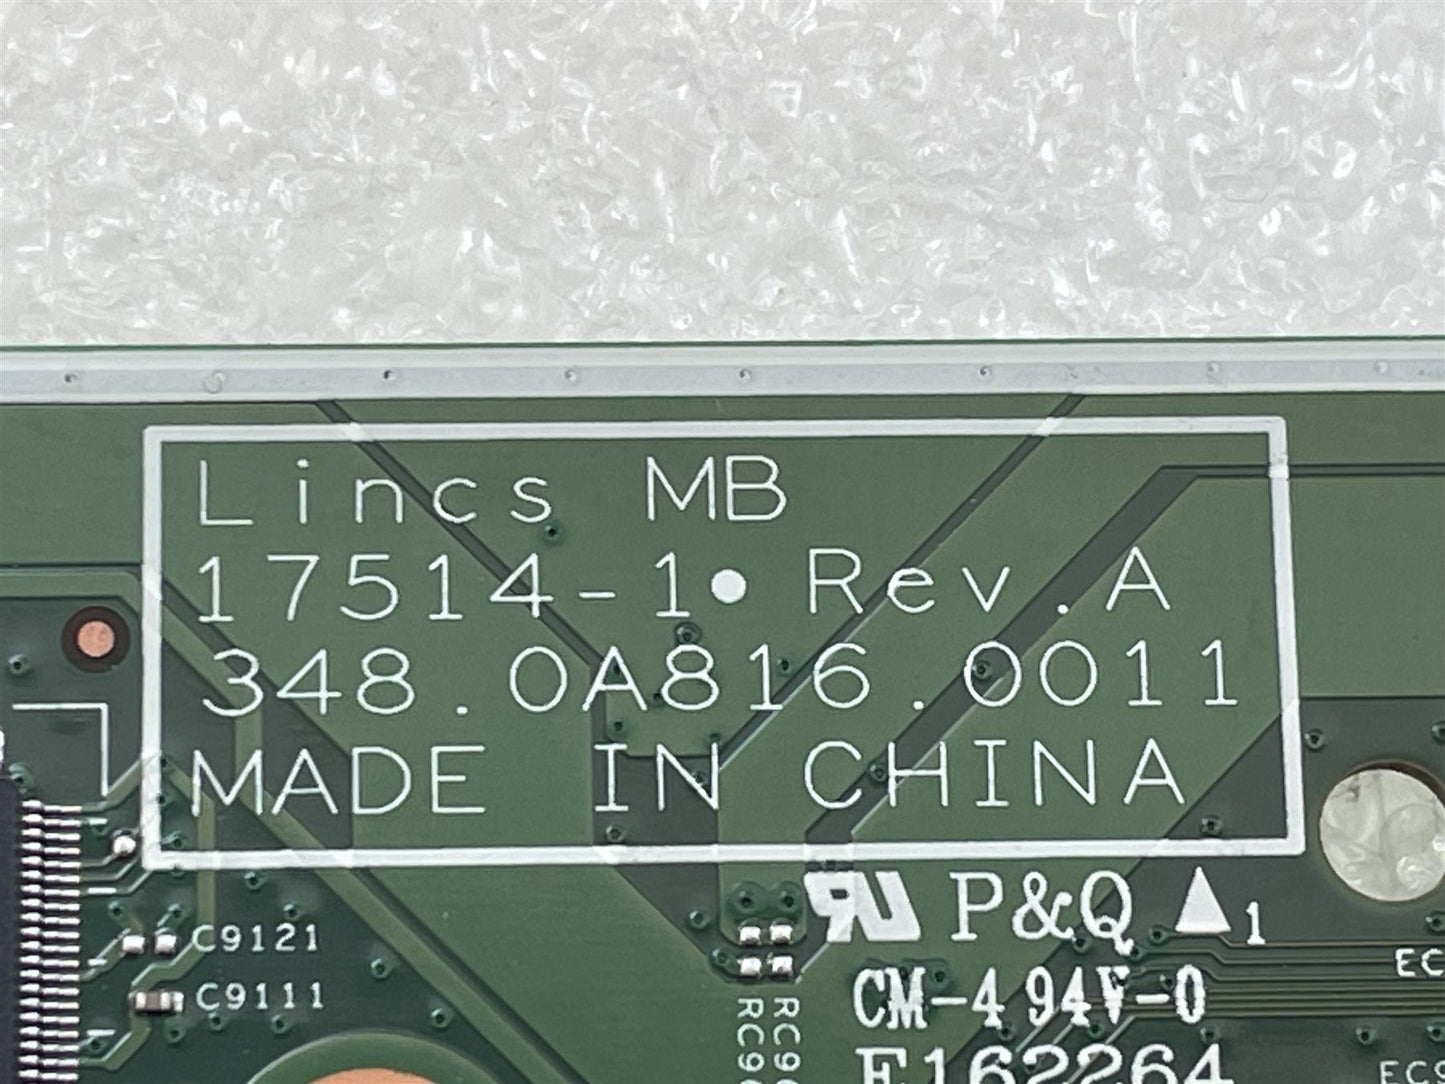 Lincs MB
17514-1• Rev.A
348.0A816.0011
MADE IN CHINA
P&Q ▲1
CM-4 94V-0
E162264
C9121
C9111